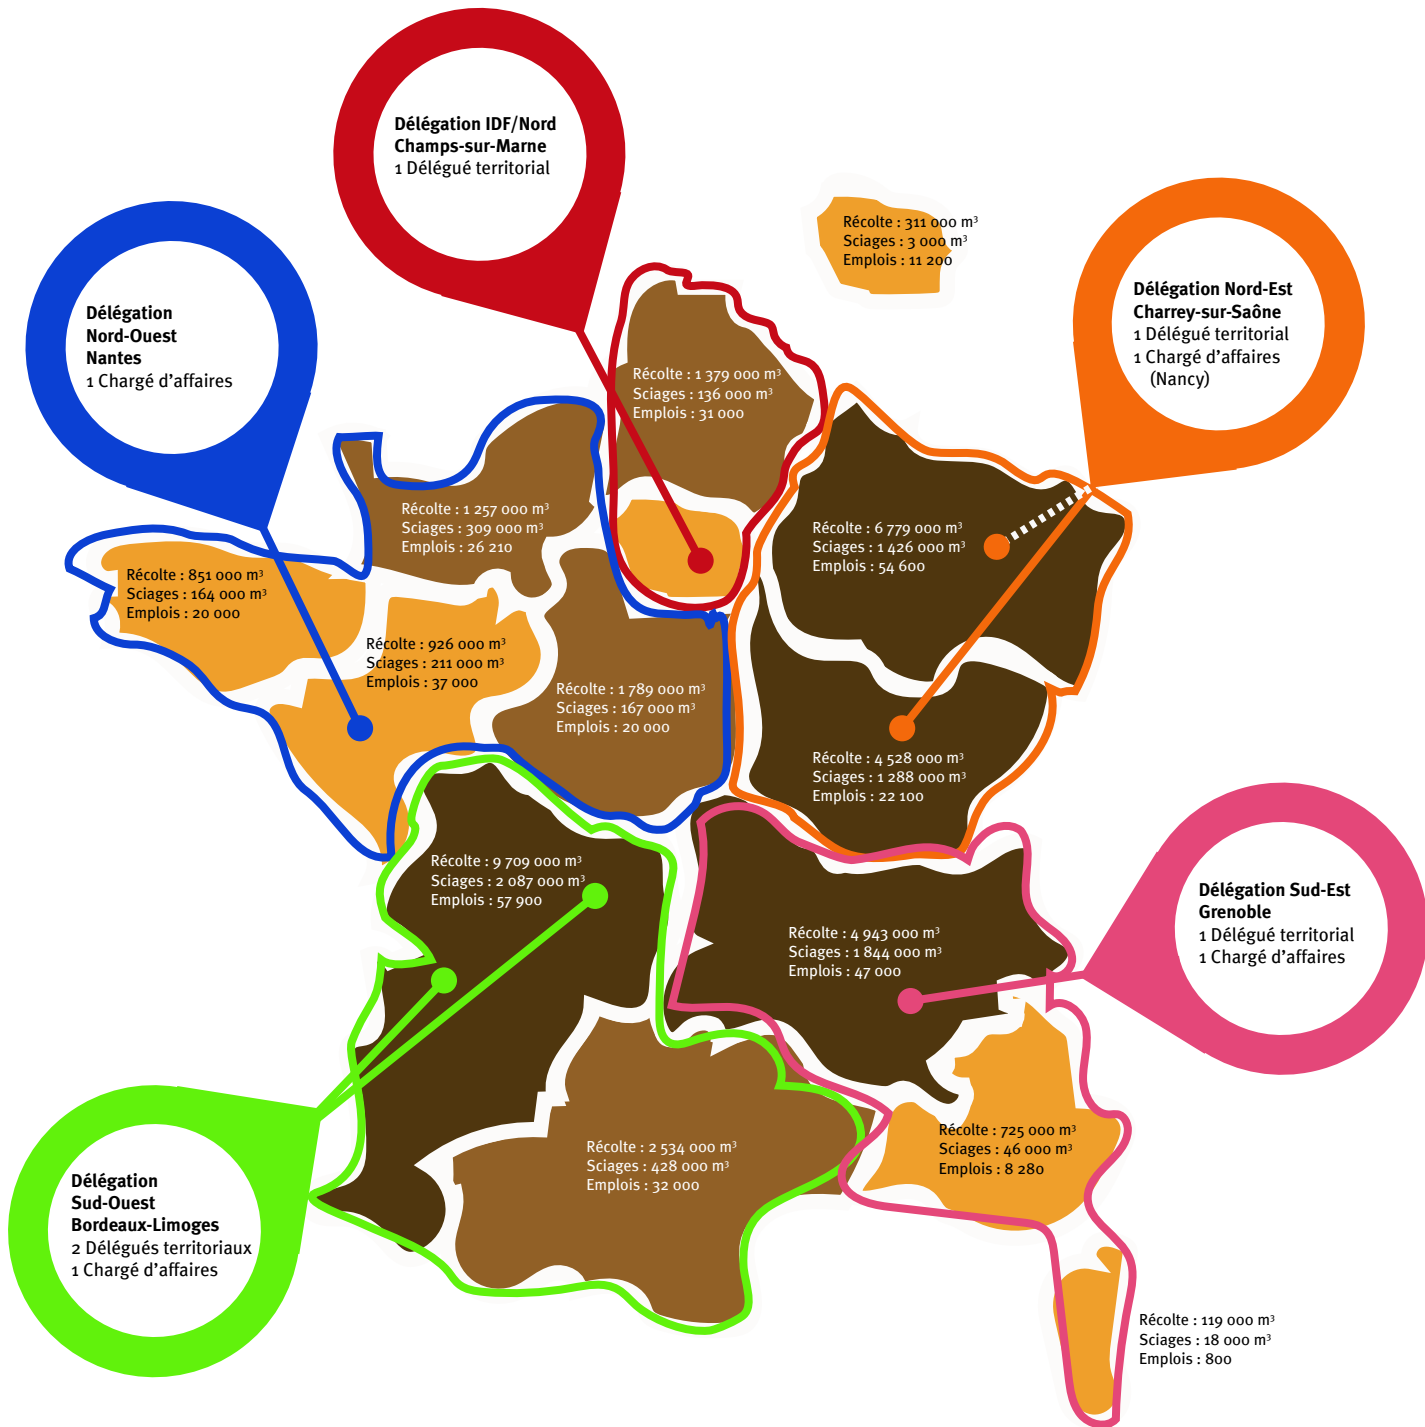 Délégation IDF/Nord
Champs-sur-Marne
1 Délégué territorial
Récolte : 311 000 m³
Sciages : 3 000 m³
Emplois : 11 200
Délégation Nord-Est
Charrey-sur-Saône
1 Délégué territorial
1 Chargé d’affaires
(Nancy)
Délégation
Nord-Ouest
Nantes
1 Chargé d’affaires
Récolte : 1 379 000 m³
Sciages : 136 000 m³
Emplois : 31 000
Récolte : 1 257 000 m³
Sciages : 309 000 m³
Emplois : 26 210
Récolte : 6 779 000 m³
Sciages : 1 426 000 m³
Emplois : 54 600
Récolte : 851 000 m³
Sciages : 164 000 m³
Emplois : 20 000
Récolte : 926 000 m³
Sciages : 211 000 m³
Emplois : 37 000
Récolte : 1 789 000 m³
Sciages : 167 000 m³
Emplois : 20 000
Récolte : 4 528 000 m³
Sciages : 1 288 000 m³
Emplois : 22 100
Récolte : 9 709 000 m³
Sciages : 2 087 000 m³
Emplois : 57 900
Délégation Sud-Est
Grenoble
1 Délégué territorial
1 Chargé d’affaires
Récolte : 4 943 000 m³
Sciages : 1 844 000 m³
Emplois : 47 000
Récolte : 725 000 m³
Sciages : 46 000 m³
Emplois : 8 280
Récolte : 2 534 000 m³
Sciages : 428 000 m³
Emplois : 32 000
Délégation
Sud-Ouest
Bordeaux-Limoges
2 Délégués territoriaux
1 Chargé d’affaires
Récolte : 119 000 m³
Sciages : 18 000 m³
Emplois : 800